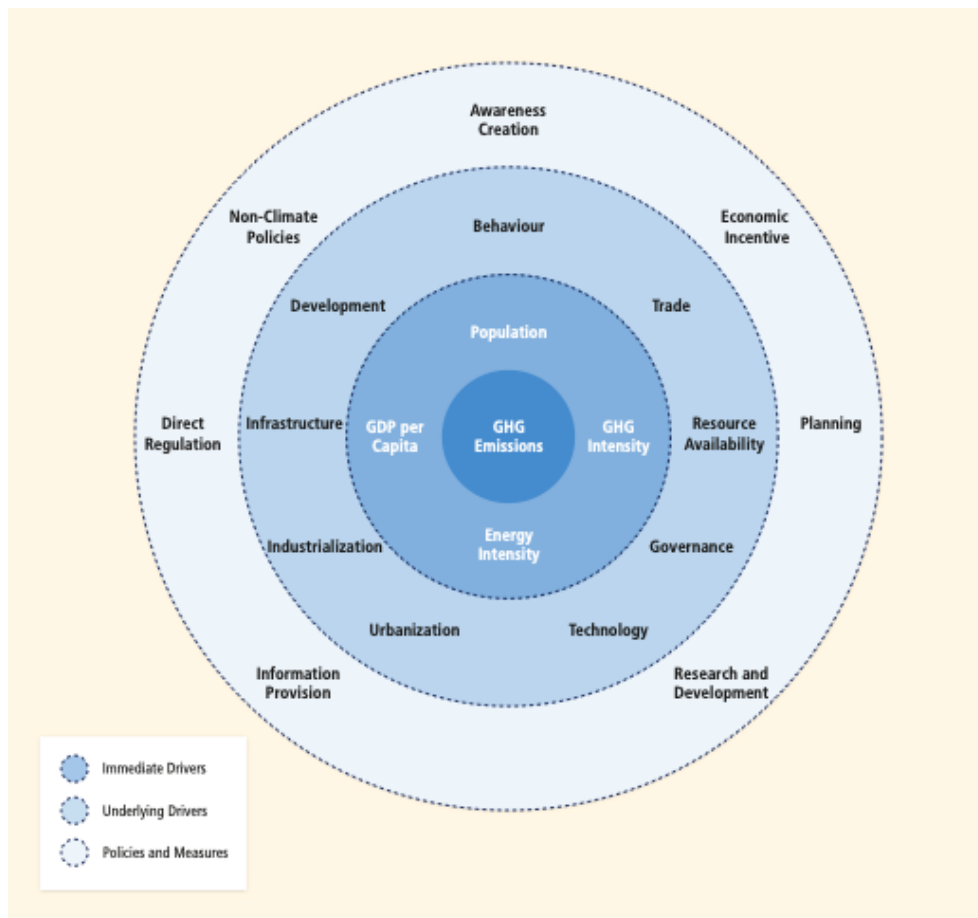 Awareness
Creation
Non-Climate
Policies
Economic
Incentive
Behaviour
Development
Trade
Population
Direct
Regulation
Infrastructure
GDP per
Capita
GHG
Emissions
GHG
Intensity
Resource
Availability
Planning
Energy
Intensity
Industrialization
Governance
Urbanization
Technology
Information
Provision
Research and
Development
Immediate Drivers
Underlying Drivers
Policies and Measures